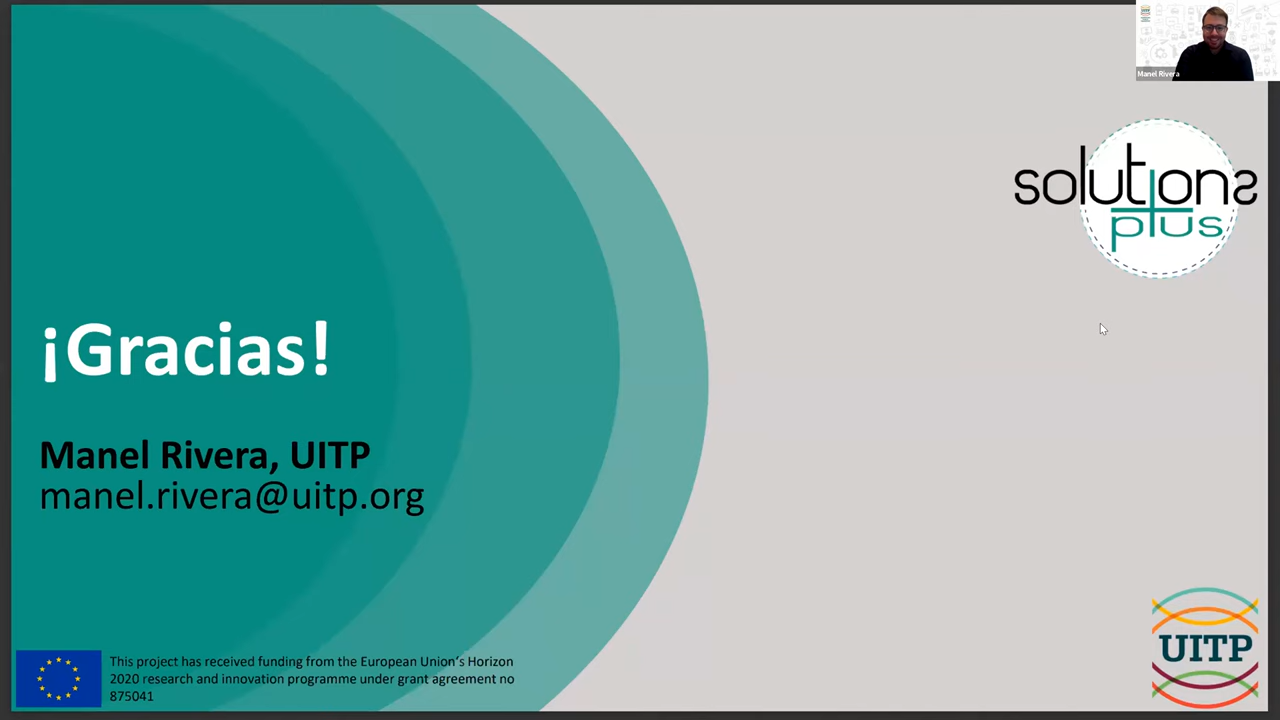 Manel Rivera
solutions
plus
¡Gracias!
Manel Rivera, UITP
manel.rivera@uitp.org
This project has received funding from the European Union's Horizon
2020 research and innovation programme under grant agreement no
875041
UITP